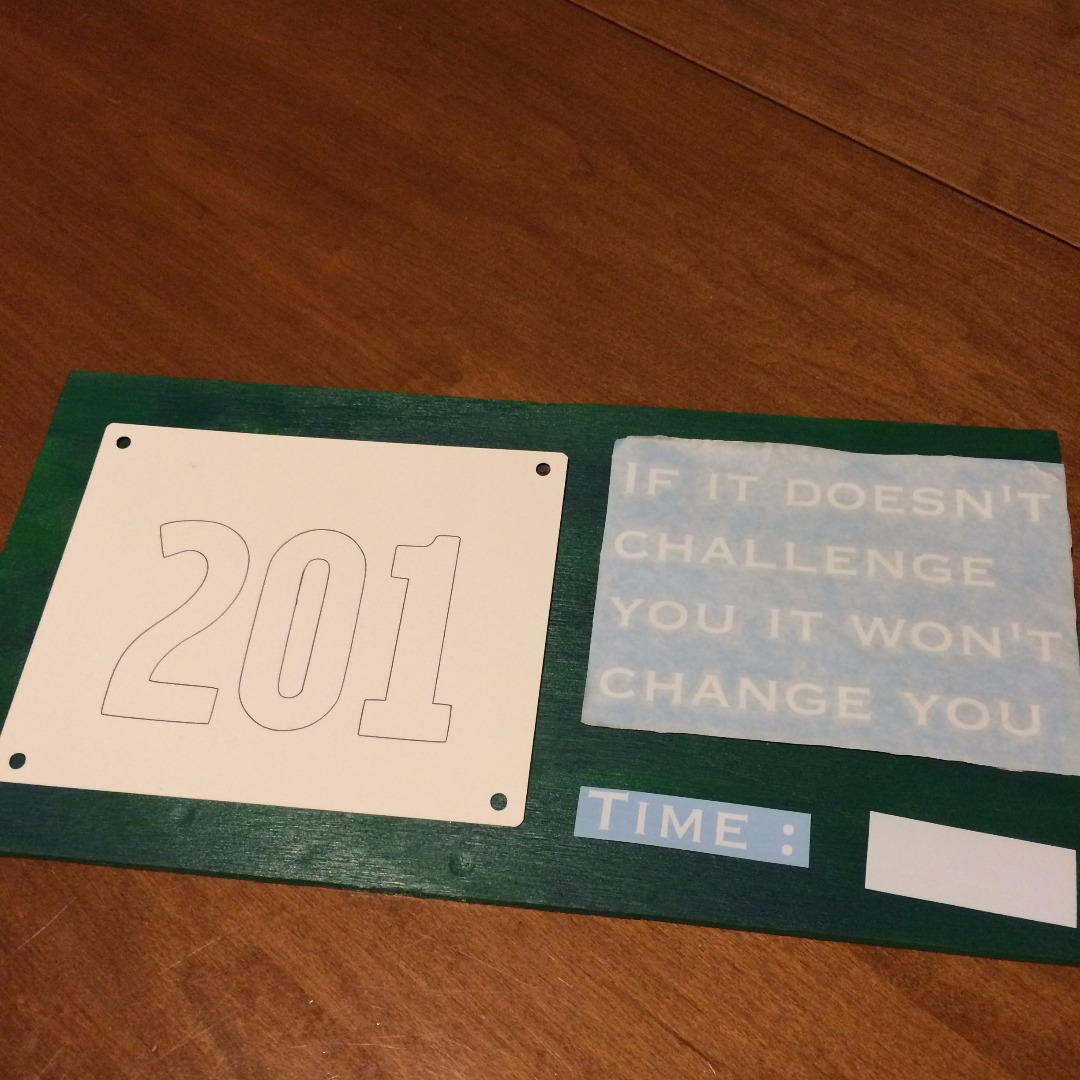 201
IF IT DOESN'T
CHALLENGE
YOU IT WON'T
CHANGE YOU
TIME :